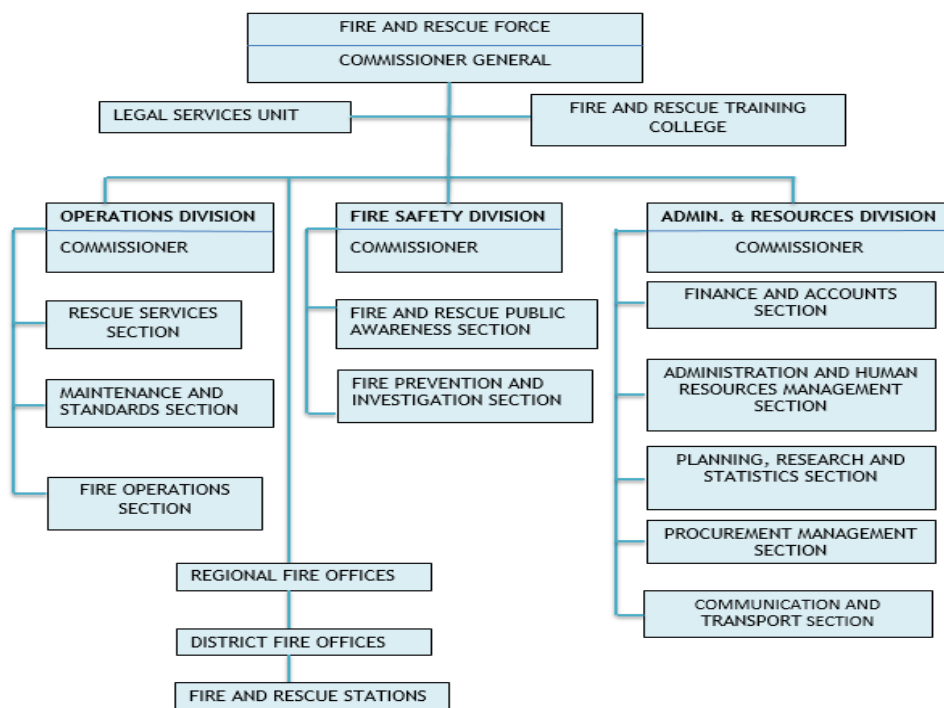 FIRE AND RESCUE FORCE
COMMISSIONER GENERAL
LEGAL SERVICES UNIT
FIRE AND RESCUE TRAINING
COLLEGE
OPERATIONS DIVISION
COMMISSIONER
RESCUE SERVICES
SECTION
MAINTENANCE AND
STANDARDS SECTION
FIRE OPERATIONS
SECTION
REGIONAL FIRE OFFICES
DISTRICT FIRE OFFICES
FIRE AND RESCUE STATIONS
FIRE SAFETY DIVISION
COMMISSIONER
FIRE AND RESCUE PUBLIC
AWARENESS SECTION
FIRE PREVENTION AND
INVESTIGATION SECTION
ADMIN. & RESOURCES DIVISION
COMMISSIONER
FINANCE AND ACCOUNTS
SECTION
ADMINISTRATION AND HUMAN
RESOURCES MANAGEMENT
SECTION
PLANNING, RESEARCH AND
STATISTICS SECTION
PROCUREMENT MANAGEMENT
SECTION
COMMUNICATION AND
TRANSPORT SECTION